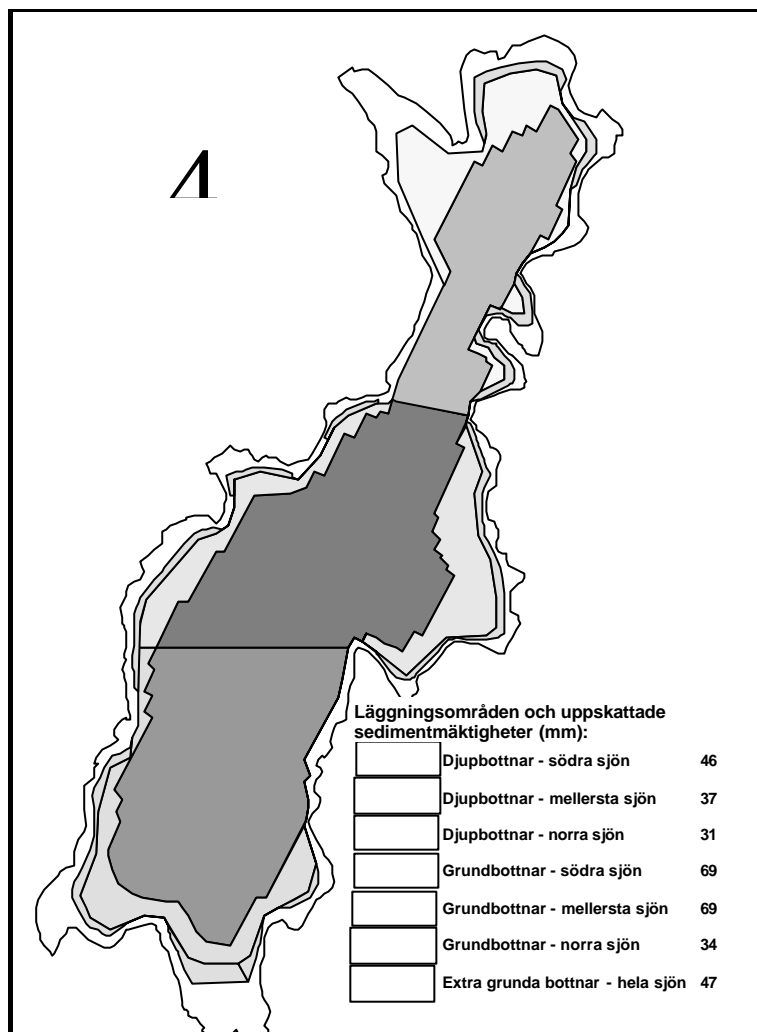 Läggningsområden och uppskattade
sedimentmäktigheter (mm):
Djupbottnar - södra sjön 46
Djupbottnar - mellersta sjön 37
Djupbottnar - norra sjön 31
Grundbottnar - södra sjön 69
Grundbottnar - mellersta sjön 69
Grundbottnar - norra sjön 34
Extra grunda bottnar - hela sjön 47